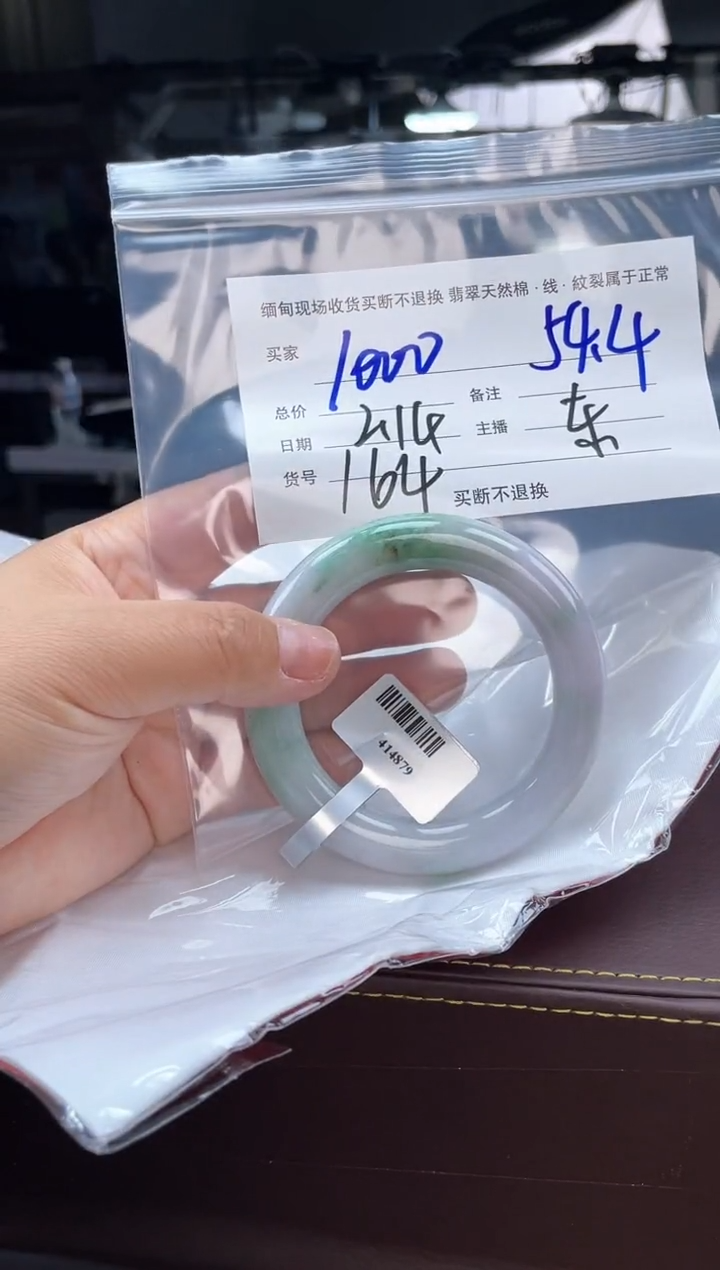 缅甸现场收货买断不退换 翡翠天然棉·线·紋裂属于正常
买家 1000 54.4
总价 备注
日期 214 主播 东
货号 164 买断不退换
414879